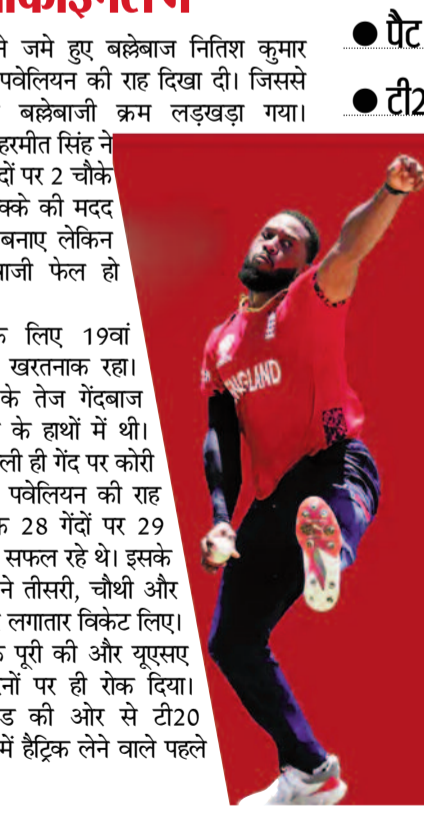 जमे हुए बल्लेबाज नितिश कुमार
पवेलियन की राह दिखा दी। जिससे
बल्लेबाजी क्रम लड़खड़ा गया।
हरमीत सिंह ने
पर 2 चौके
की मदद
बनाए लेकिन
फेल हो
लिए 19वां
खरतनाक रहा।
के तेज गेंदबाज
के हाथों में थी।
ही गेंद पर कोरी
पवेलियन की राह
28 गेंदों पर 29
सफल रहे थे। इसके
ने तीसरी, चौथी और
लगातार विकेट लिए।
पूरी की और यूएसए
पर ही रोक दिया।
की ओर से टी20
में हैट्रिक लेने वाले पहले
● पैट
● टी2
ENGLAND